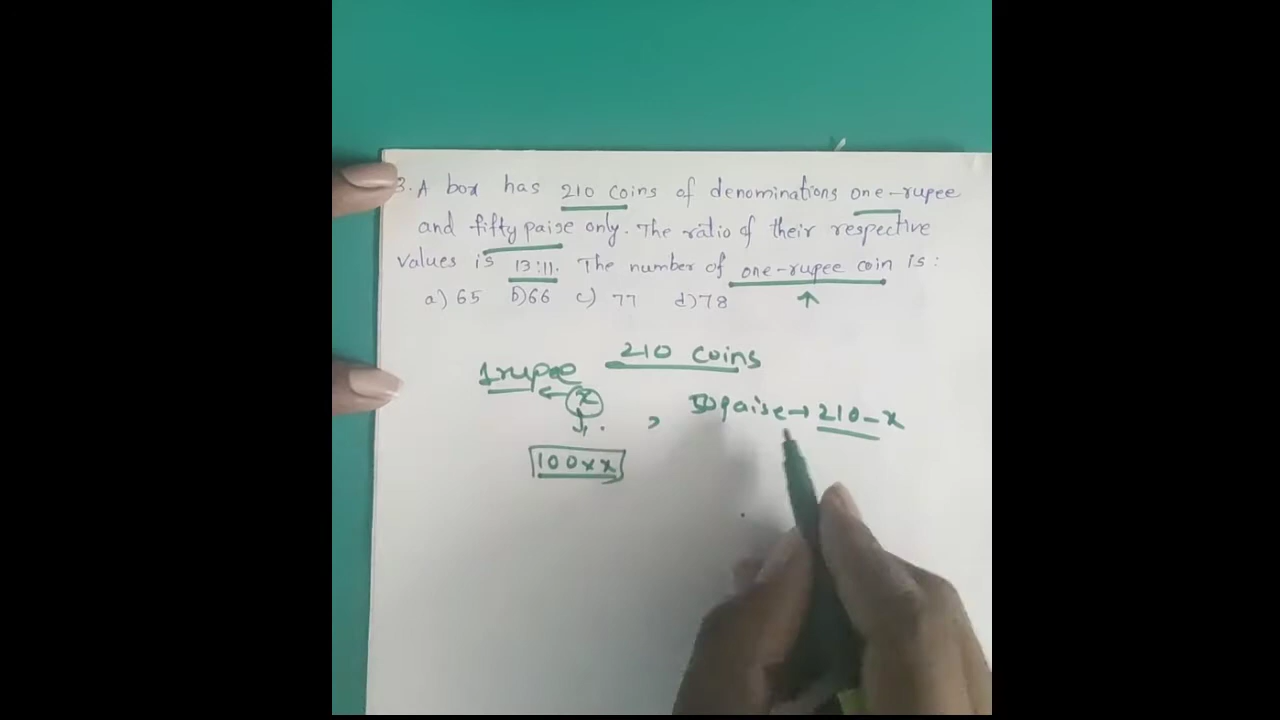 3. A box has 210 coins of denominations one-rupee
and fifty paise only. The ratio of their respective
values is 13:11. The number of one-rupee coin is:
a) 65 b) 66 c) 77 d) 78
210 coins
1 rupee
x , 50 paise → 210-x
100xx